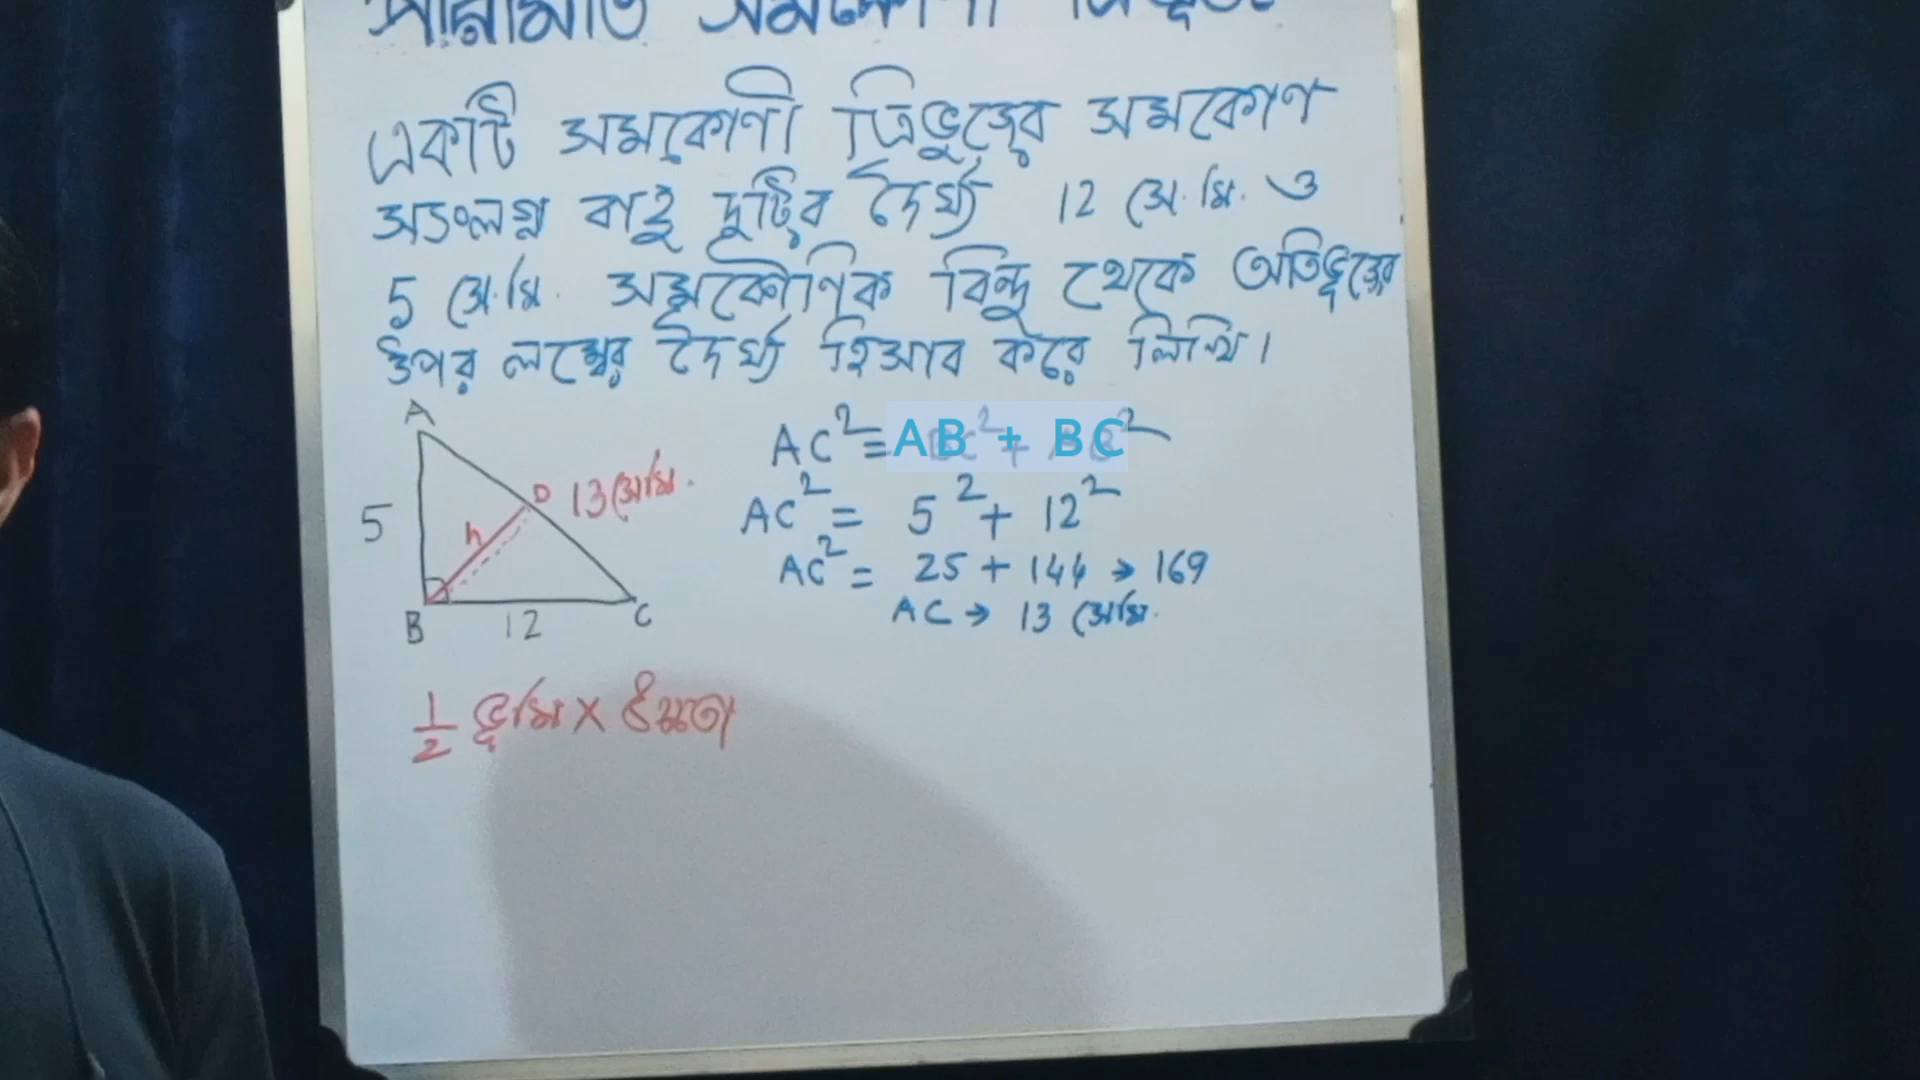 একটি সমকোণী ত্রিভুজের সমকোণ
সংলগ্ন বাহু দুটির দৈর্ঘ্য 12 সে.মি. ও
5 সে.মি. সমকৌণিক বিন্দু থেকে অতিভুজের
উপর লম্বের দৈর্ঘ্য হিসাব করে লিখি।
A
5
h
D
13 সেমি.
B
12
C
AC² = AB + BC²
AC² = 5² + 12²
AC² = 25 + 144 → 169
AC → 13 সেমি.
1/2 ভূমি × উচ্চতা